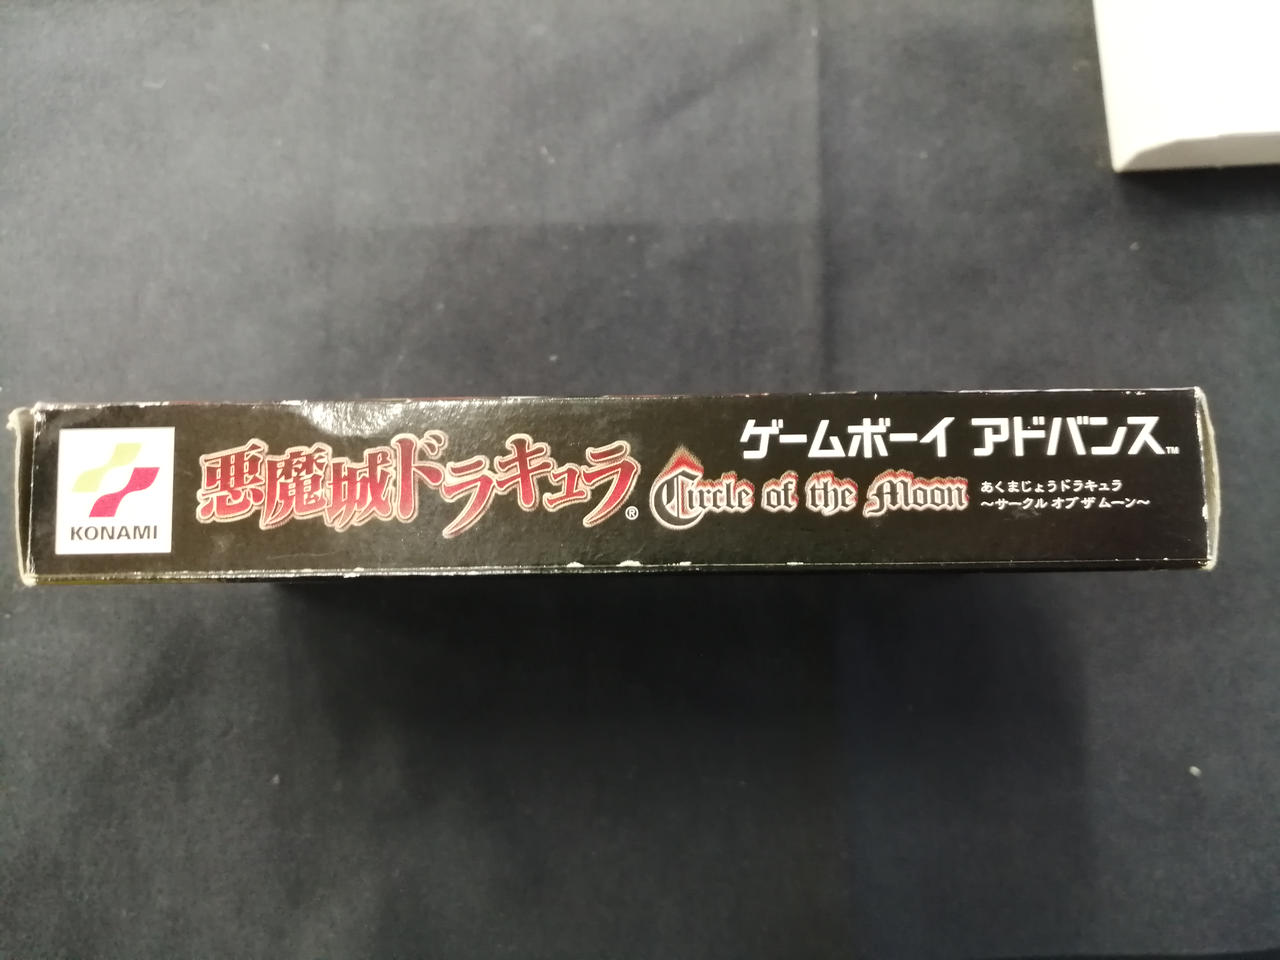 KONAMI
悪魔城ドラキュラ®
Circle of the Moon
ゲームボーイ アドバンス™
あくまじょうドラキュラ
～サークル オブ ザ ムーン～